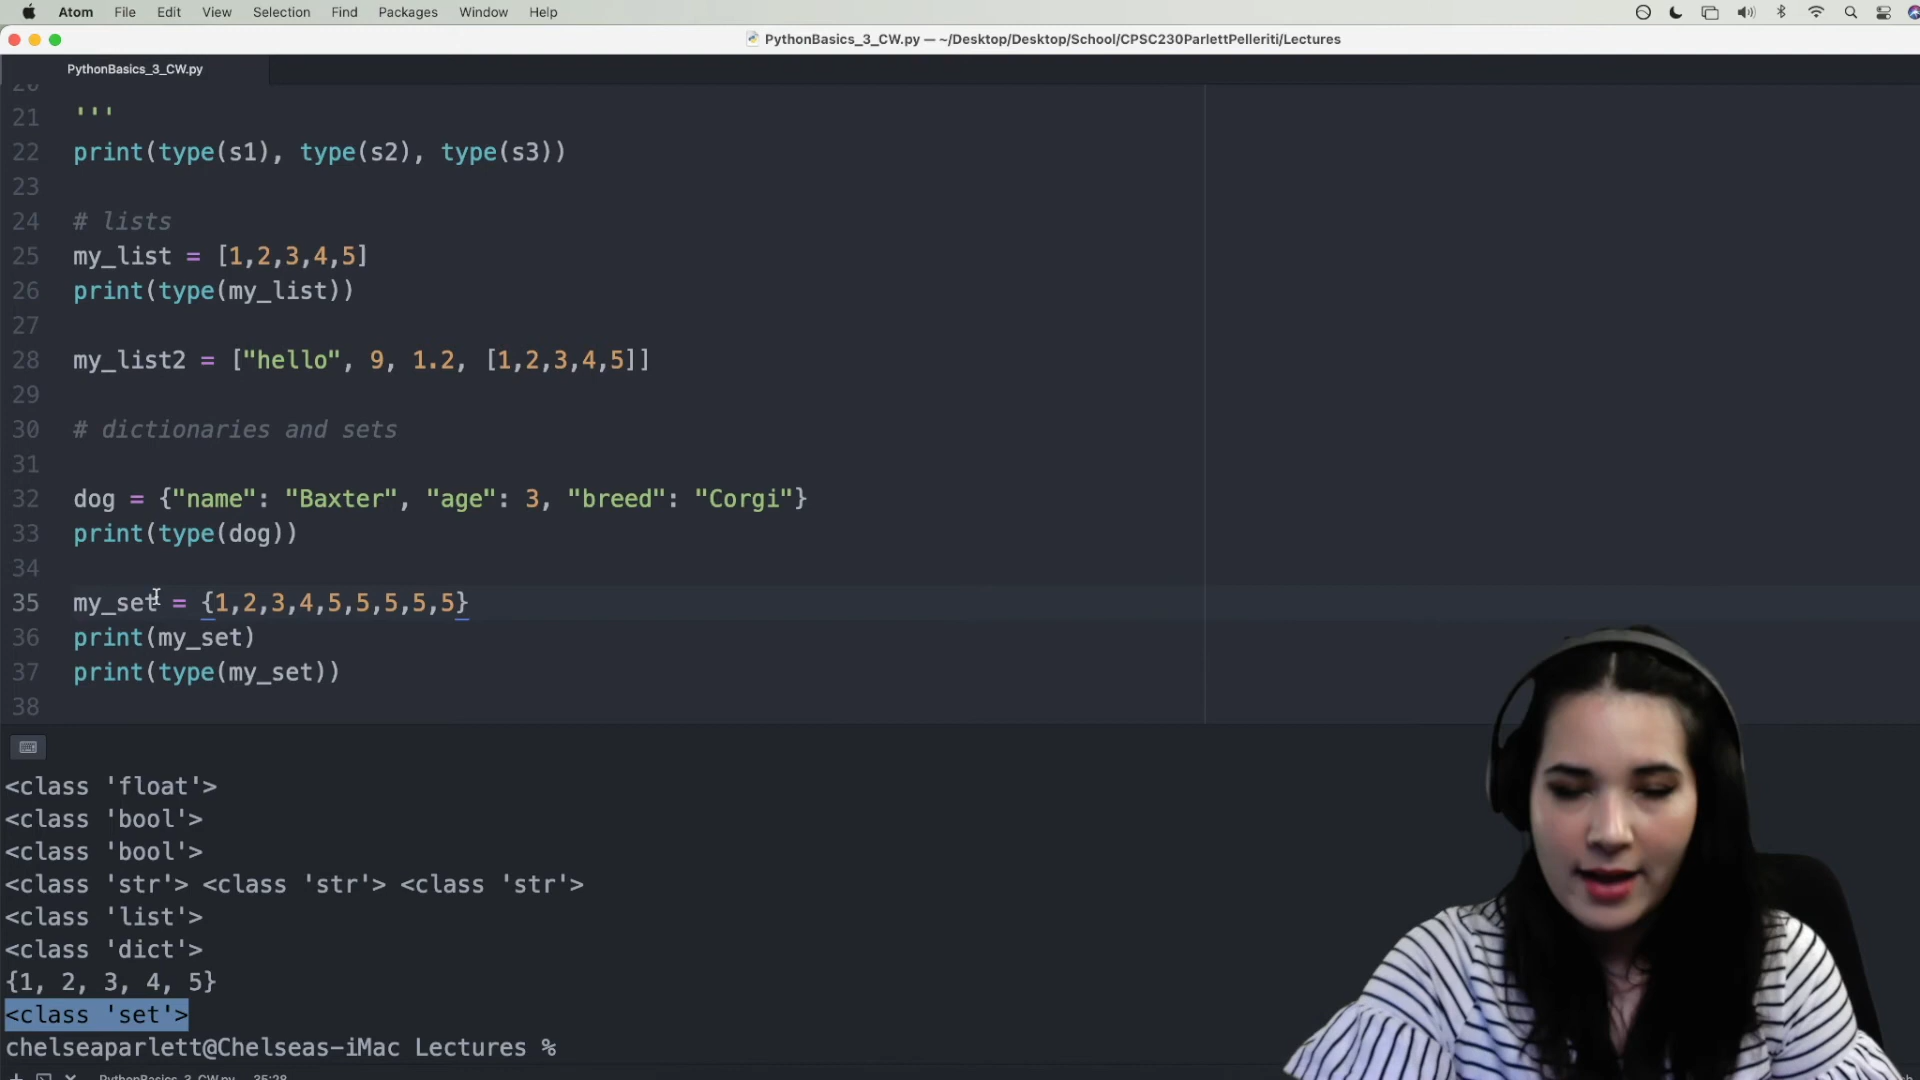 Atom File Edit View Selection Find Packages Window Help
PythonBasics_3_CW.py — ~/Desktop/Desktop/School/CPSC230ParlettPelleriti/Lectures
PythonBasics_3_CW.py
20
21 '''
22 print(type(s1), type(s2), type(s3))
23
24 # lists
25 my_list = [1,2,3,4,5]
26 print(type(my_list))
27
28 my_list2 = ["hello", 9, 1.2, [1,2,3,4,5]]
29
30 # dictionaries and sets
31
32 dog = {"name": "Baxter", "age": 3, "breed": "Corgi"}
33 print(type(dog))
34
35 my_set = {1,2,3,4,5,5,5,5,5}
36 print(my_set)
37 print(type(my_set))
38
<class 'float'>
<class 'bool'>
<class 'bool'>
<class 'str'> <class 'str'> <class 'str'>
<class 'list'>
<class 'dict'>
{1, 2, 3, 4, 5}
<class 'set'>
chelseaparlett@Chelseas-iMac Lectures %
PythonBasics_3_CW.py 35:28